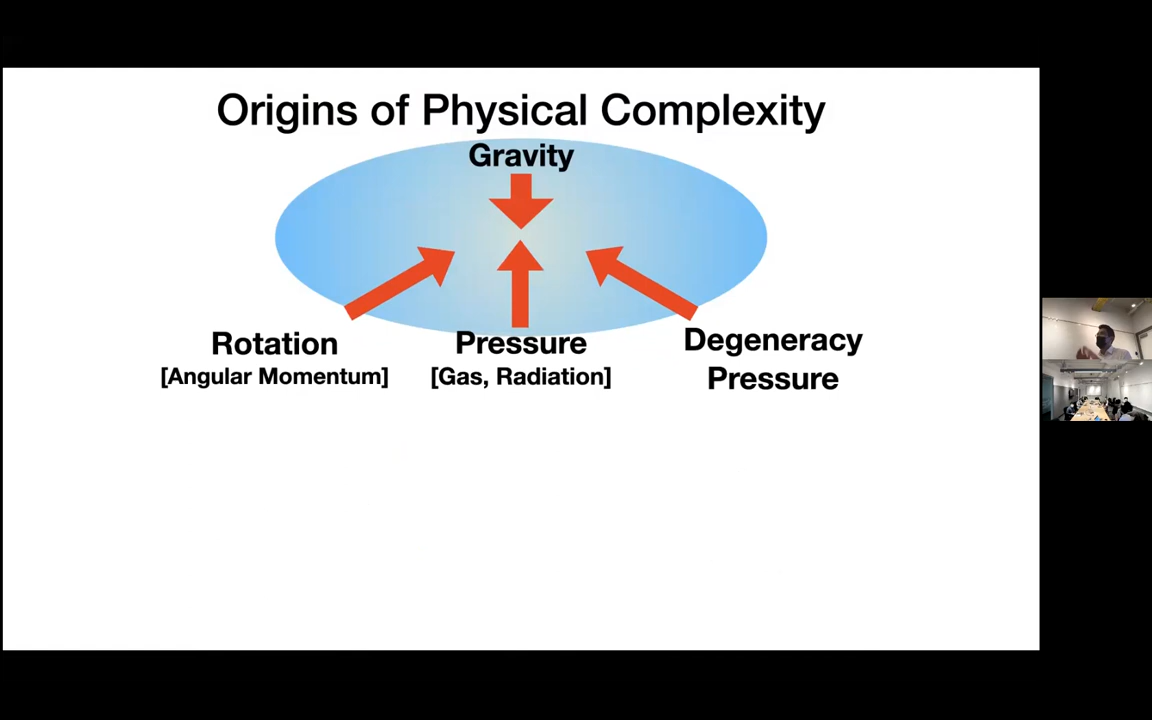 Origins of Physical Complexity
Gravity
Rotation
[Angular Momentum]
Pressure
[Gas, Radiation]
Degeneracy
Pressure